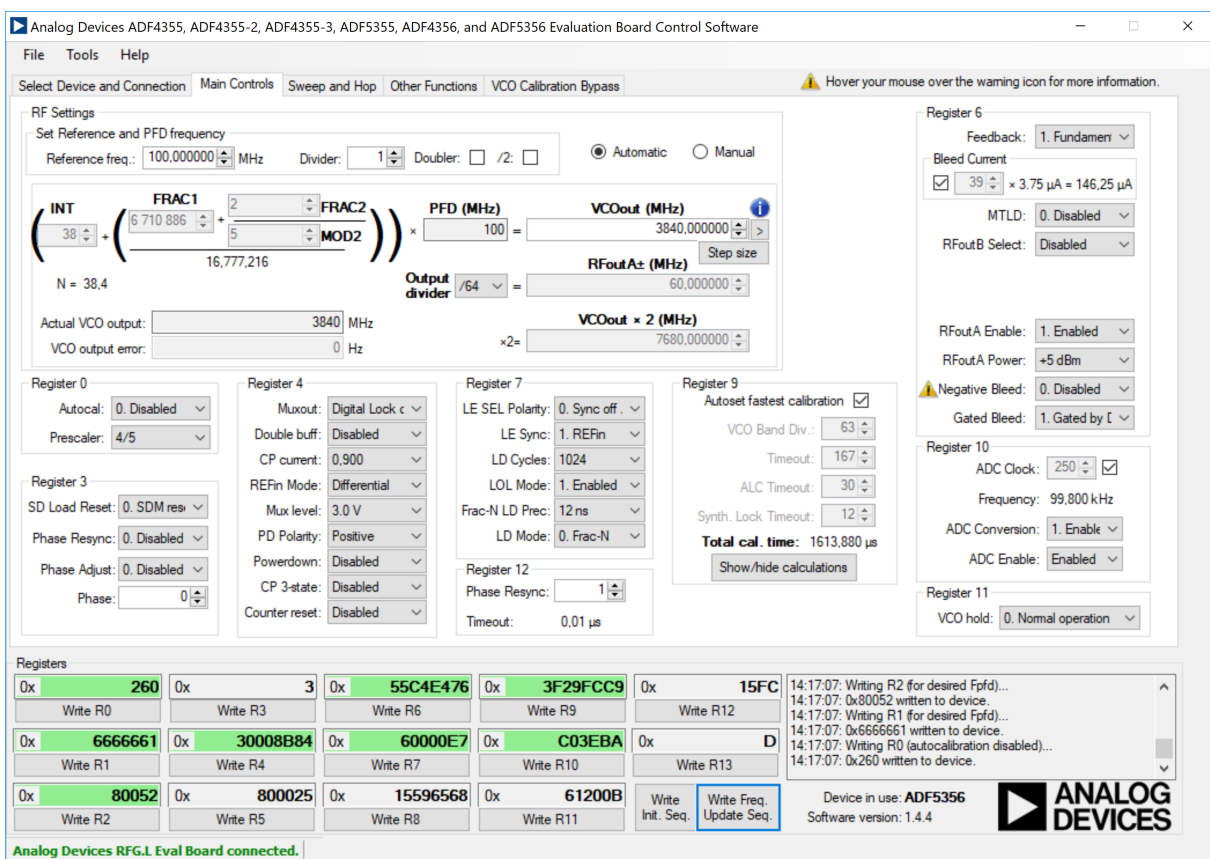 Analog Devices ADF4355, ADF4355-2, ADF4355-3, ADF5355, ADF4356, and ADF5356 Evaluation Board Control Software
File Tools Help
Select Device and Connection Main Controls Sweep and Hop Other Functions VCO Calibration Bypass
Hover your mouse over the warning icon for more information.
RF Settings
Set Reference and PFD frequency
Reference freq.: 100,000000 MHz Divider: 1 Doubler: /2:
Automatic Manual
INT
38
+
FRAC1
6 710 886
+
2
FRAC2
5
MOD2
16,777,216
×
PFD (MHz)
100
=
VCOout (MHz)
3840,000000
>
Step size
N = 38,4
Output divider /64 =
RFoutA± (MHz)
60,000000
Actual VCO output: 3840 MHz
VCO output error: 0 Hz
VCOout × 2 (MHz)
×2= 7680,000000
Register 0
Autocal: 0. Disabled
Prescaler: 4/5
Register 3
SD Load Reset: 0. SDM rese
Phase Resync: 0. Disabled
Phase Adjust: 0. Disabled
Phase: 0
Register 4
Muxout: Digital Lock c
Double buff: Disabled
CP current: 0,900
REFin Mode: Differential
Mux level: 3.0 V
PD Polarity: Positive
Powerdown: Disabled
CP 3-state: Disabled
Counter reset: Disabled
Register 7
LE SEL Polarity: 0. Sync off .
LE Sync: 1. REFin
LD Cycles: 1024
LOL Mode: 1. Enabled
Frac-N LD Prec: 12 ns
LD Mode: 0. Frac-N
Register 12
Phase Resync: 1
Timeout: 0,01 µs
Register 9
Autoset fastest calibration
VCO Band Div.: 63
Timeout: 167
ALC Timeout: 30
Synth. Lock Timeout: 12
Total cal. time: 1613,880 µs
Show/hide calculations
Register 6
Feedback: 1. Fundamen
Bleed Current
39 × 3.75 µA = 146,25 µA
MTLD: 0. Disabled
RFoutB Select: Disabled
RFoutA Enable: 1. Enabled
RFoutA Power: +5 dBm
Negative Bleed: 0. Disabled
Gated Bleed: 1. Gated by D
Register 10
ADC Clock: 250
Frequency: 99,800 kHz
ADC Conversion: 1. Enable
ADC Enable: Enabled
Register 11
VCO hold: 0. Normal operation
Registers
0x 260 0x 3 0x 55C4E476 0x 3F29FCC9 0x 15FC
Write R0 Write R3 Write R6 Write R9 Write R12
0x 6666661 0x 30008B84 0x 60000E7 0x C03EBA 0x D
Write R1 Write R4 Write R7 Write R10 Write R13
0x 80052 0x 800025 0x 15596568 0x 61200B
Write R2 Write R5 Write R8 Write R11
Write Init. Seq.
Write Freq. Update Seq.
14:17:07: Writing R2 (for desired Fpfd)...
14:17:07: 0x80052 written to device.
14:17:07: Writing R1 (for desired Fpfd)...
14:17:07: 0x6666661 written to device.
14:17:07: Writing R0 (autocalibration disabled)...
14:17:07: 0x260 written to device.
Device in use: ADF5356
Software version: 1.4.4
ANALOG DEVICES
Analog Devices RFG.L Eval Board connected.